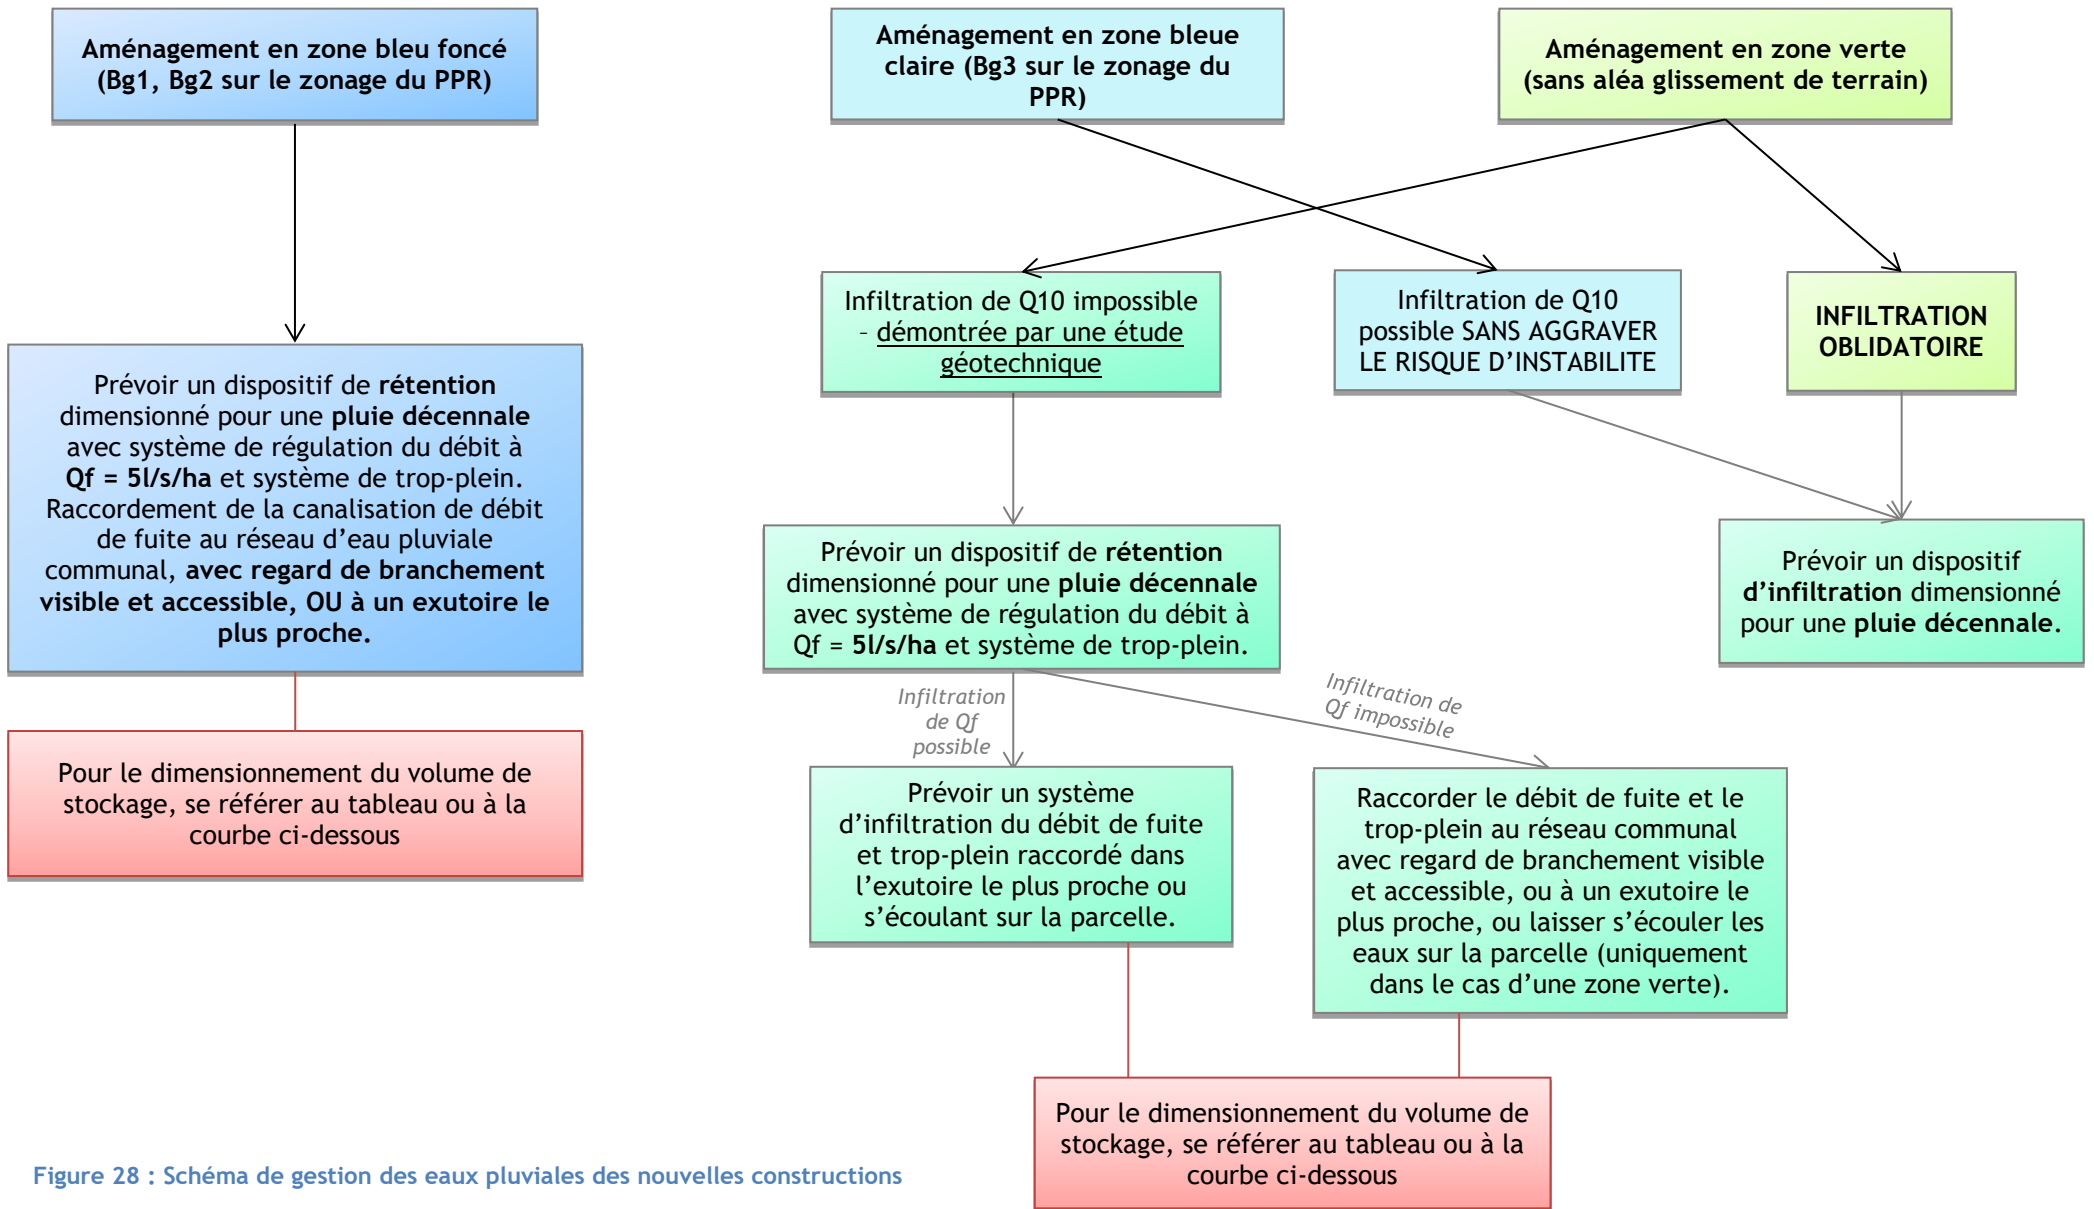 Aménagement en zone bleu foncé
(Bg1, Bg2 sur le zonage du PPR)
Aménagement en zone bleue
claire (Bg3 sur le zonage du
PPR)
Aménagement en zone verte
(sans aléa glissement de terrain)
Infiltration de Q10 impossible
– démontrée par une étude
géotechnique
Infiltration de Q10
possible SANS AGGRAVER
LE RISQUE D’INSTABILITE
INFILTRATION
OBLIDATOIRE
Prévoir un dispositif de rétention
dimensionné pour une pluie décennale
avec système de régulation du débit à
Qf = 5l/s/ha et système de trop-plein.
Raccordement de la canalisation de débit
de fuite au réseau d’eau pluviale
communal, avec regard de branchement
visible et accessible, OU à un exutoire le
plus proche.
Prévoir un dispositif de rétention
dimensionné pour une pluie décennale
avec système de régulation du débit à
Qf = 5l/s/ha et système de trop-plein.
Prévoir un dispositif
d’infiltration dimensionné
pour une pluie décennale.
Infiltration
de Qf
possible
Infiltration de
Qf impossible
Pour le dimensionnement du volume de
stockage, se référer au tableau ou à la
courbe ci-dessous
Prévoir un système
d’infiltration du débit de fuite
et trop-plein raccordé dans
l’exutoire le plus proche ou
s’écoulant sur la parcelle.
Raccorder le débit de fuite et le
trop-plein au réseau communal
avec regard de branchement visible
et accessible, ou à un exutoire le
plus proche, ou laisser s’écouler les
eaux sur la parcelle (uniquement
dans le cas d’une zone verte).
Pour le dimensionnement du volume de
stockage, se référer au tableau ou à la
courbe ci-dessous
Figure 28 : Schéma de gestion des eaux pluviales des nouvelles constructions